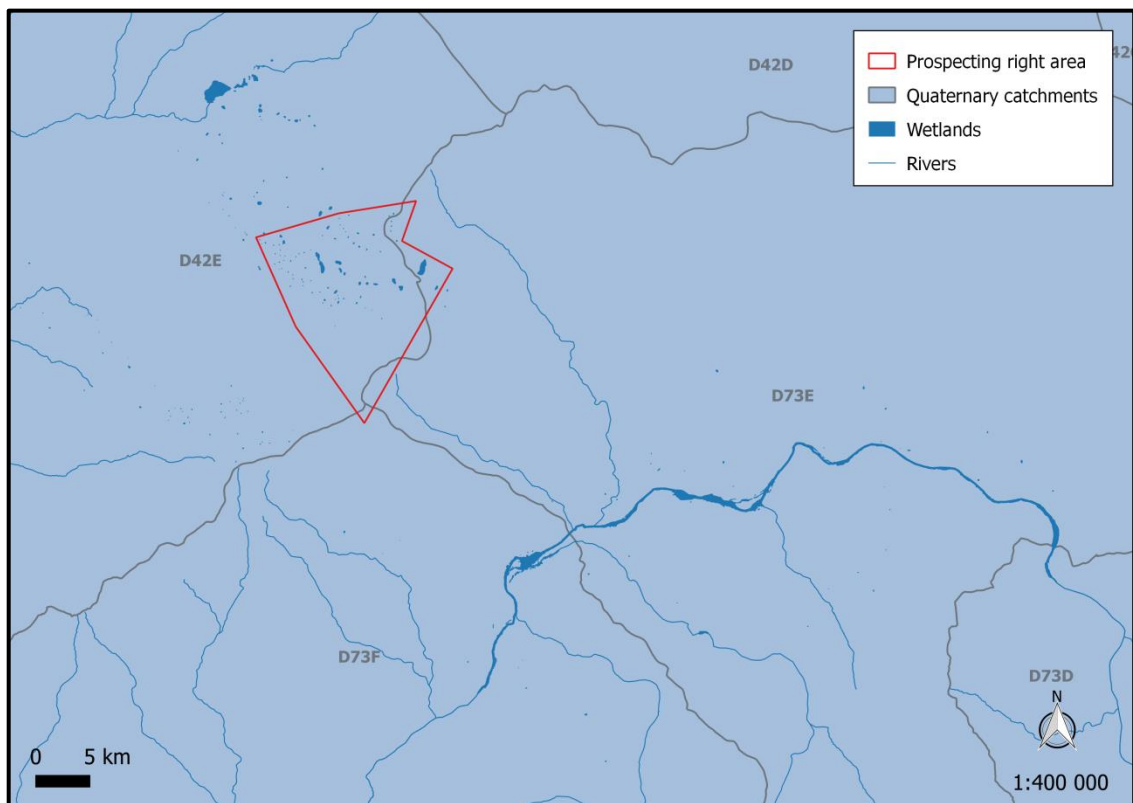 D42D
Prospecting right area
Quaternary catchments
Wetlands
Rivers
D42E
D73E
D73F
D73D
N
0 5 km
1:400 000